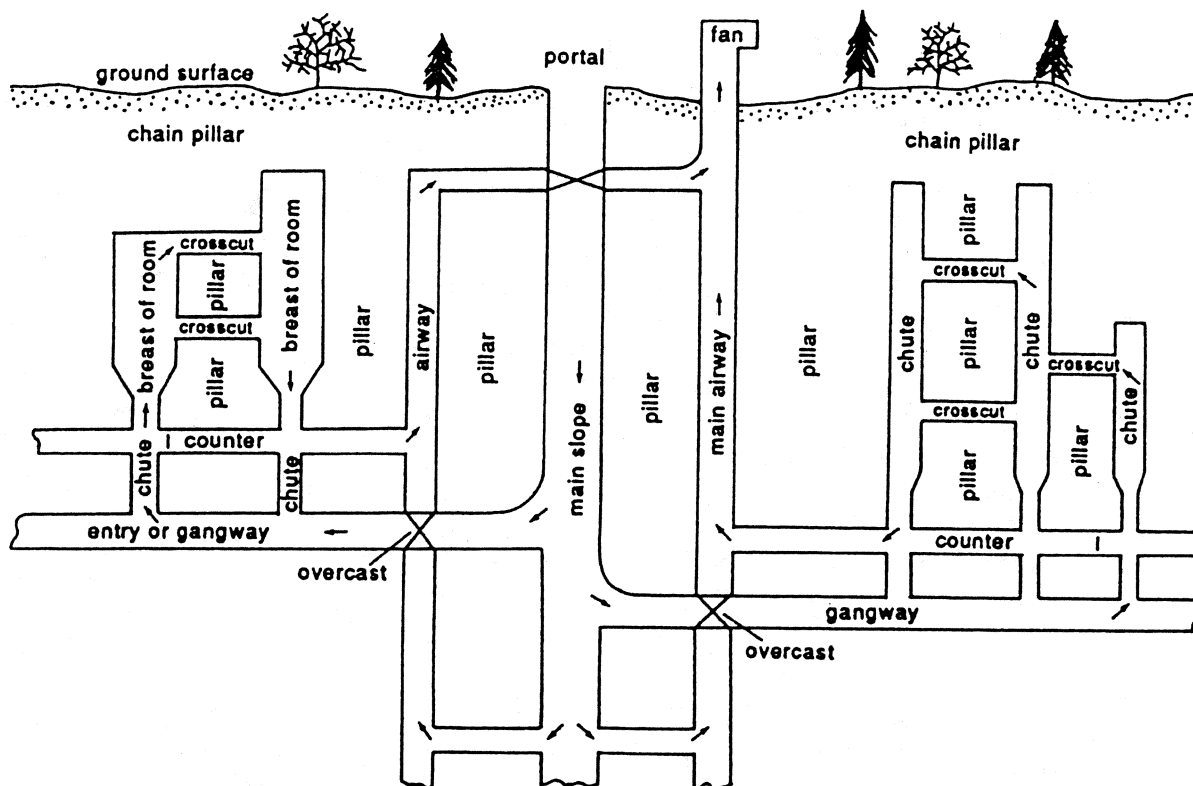 fan
portal
ground surface
chain pillar
chain pillar
breast of room
crosscut
pillar
crosscut
pillar
breast of room
pillar
airway
pillar
main slope
pillar
main airway
pillar
chute
pillar
crosscut
pillar
crosscut
pillar
chute
crosscut
pillar
chute
chute
I counter
chute
entry or gangway
overcast
counter I
gangway
overcast